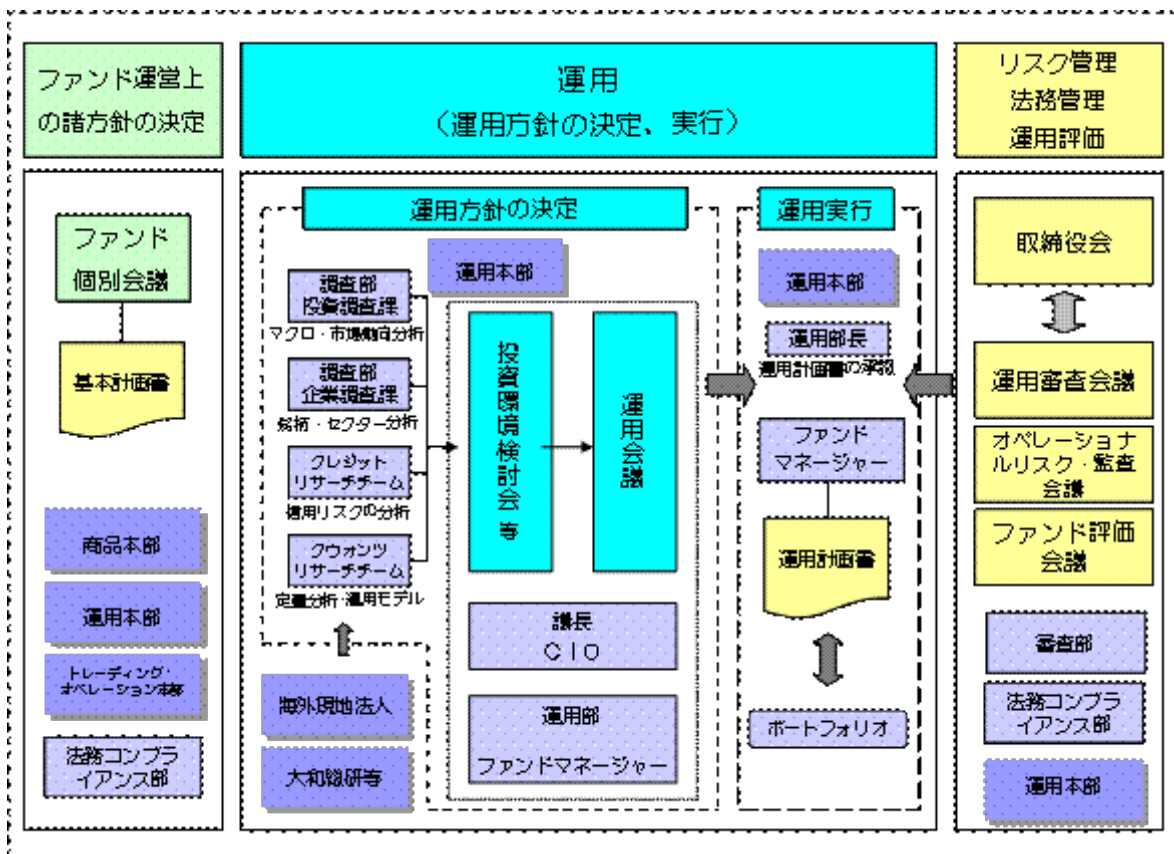 ファンド運営上
の諸方針の決定
運用
（運用方針の決定、実行）
リスク管理
法務管理
運用評価
ファンド
個別会議
基本計画書
商品本部
運用本部
トレーディング・
オペレーション本部
法務コンプラ
イアンス部
運用方針の決定
運用本部
調査部
投資調査課
マクロ・市場動向分析
調査部
企業調査課
銘柄・セクター分析
クレジット
リサーチチーム
信用リスクの分析
クウォンツ
リサーチチーム
定量分析・運用モデル
海外現地法人
大和総研等
投資環境検討会等
運用会議
議長
ＣＩＯ
運用部
ファンドマネージャー
運用実行
運用本部
運用部長
運用計画書の承認
ファンド
マネージャー
運用計画書
ポートフォリオ
取締役会
運用審査会議
オペレーショナ
ルリスク・監査
会議
ファンド評価
会議
審査部
法務コンプラ
イアンス部
運用本部